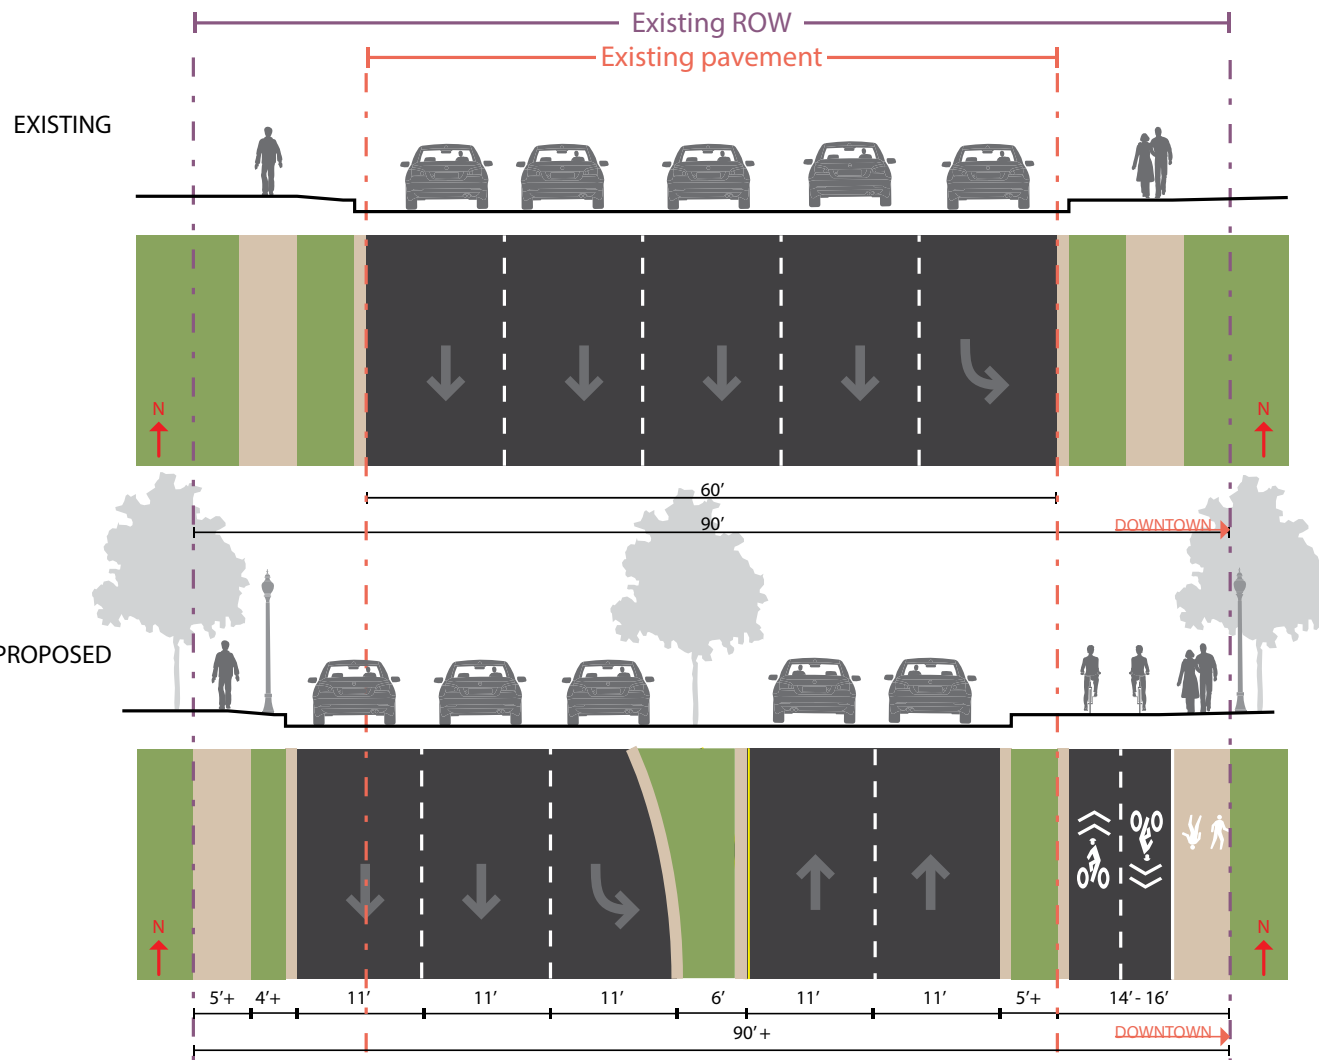 Existing ROW
Existing pavement
EXISTING
N
N
60’
90’
DOWNTOWN
PROPOSED
N
N
5’+ 4’+ 11’ 11’ 11’ 6’ 11’ 11’ 5’+ 14’ - 16’
90’ +
DOWNTOWN